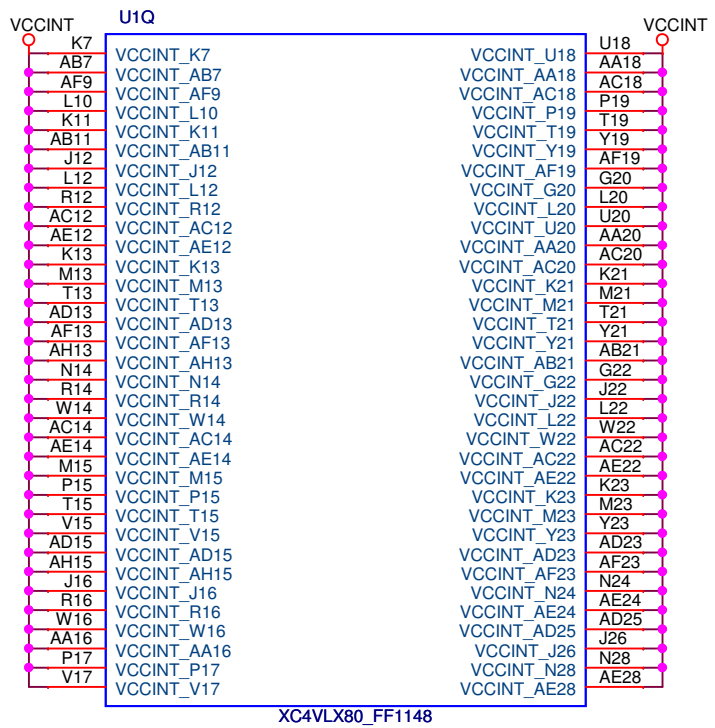 U1Q
VCCINT VCCINT
K7 VCCINT_K7 VCCINT_U18 U18
AB7 VCCINT_AB7 VCCINT_AA18 AA18
AF9 VCCINT_AF9 VCCINT_AC18 AC18
L10 VCCINT_L10 VCCINT_P19 P19
K11 VCCINT_K11 VCCINT_T19 T19
AB11 VCCINT_AB11 VCCINT_Y19 Y19
J12 VCCINT_J12 VCCINT_AF19 AF19
L12 VCCINT_L12 VCCINT_G20 G20
R12 VCCINT_R12 VCCINT_L20 L20
AC12 VCCINT_AC12 VCCINT_U20 U20
AE12 VCCINT_AE12 VCCINT_AA20 AA20
K13 VCCINT_K13 VCCINT_AC20 AC20
M13 VCCINT_M13 VCCINT_K21 K21
T13 VCCINT_T13 VCCINT_M21 M21
AD13 VCCINT_AD13 VCCINT_T21 T21
AF13 VCCINT_AF13 VCCINT_Y21 Y21
AH13 VCCINT_AH13 VCCINT_AB21 AB21
N14 VCCINT_N14 VCCINT_G22 G22
R14 VCCINT_R14 VCCINT_J22 J22
W14 VCCINT_W14 VCCINT_L22 L22
AC14 VCCINT_AC14 VCCINT_W22 W22
AE14 VCCINT_AE14 VCCINT_AC22 AC22
M15 VCCINT_M15 VCCINT_AE22 AE22
P15 VCCINT_P15 VCCINT_K23 K23
T15 VCCINT_T15 VCCINT_M23 M23
V15 VCCINT_V15 VCCINT_Y23 Y23
AD15 VCCINT_AD15 VCCINT_AD23 AD23
AH15 VCCINT_AH15 VCCINT_AF23 AF23
J16 VCCINT_J16 VCCINT_N24 N24
R16 VCCINT_R16 VCCINT_AE24 AE24
W16 VCCINT_W16 VCCINT_AD25 AD25
AA16 VCCINT_AA16 VCCINT_J26 J26
P17 VCCINT_P17 VCCINT_N28 N28
V17 VCCINT_V17 VCCINT_AE28 AE28
XC4VLX80_FF1148